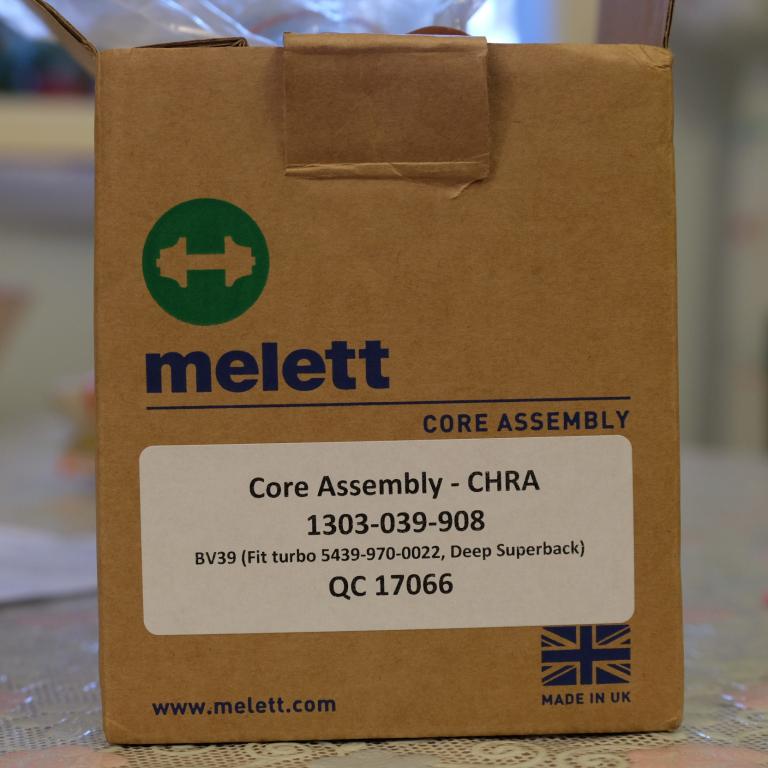 melett
CORE ASSEMBLY
Core Assembly - CHRA
1303-039-908
BV39 (Fit turbo 5439-970-0022, Deep Superback)
QC 17066
www.melett.com
MADE IN UK